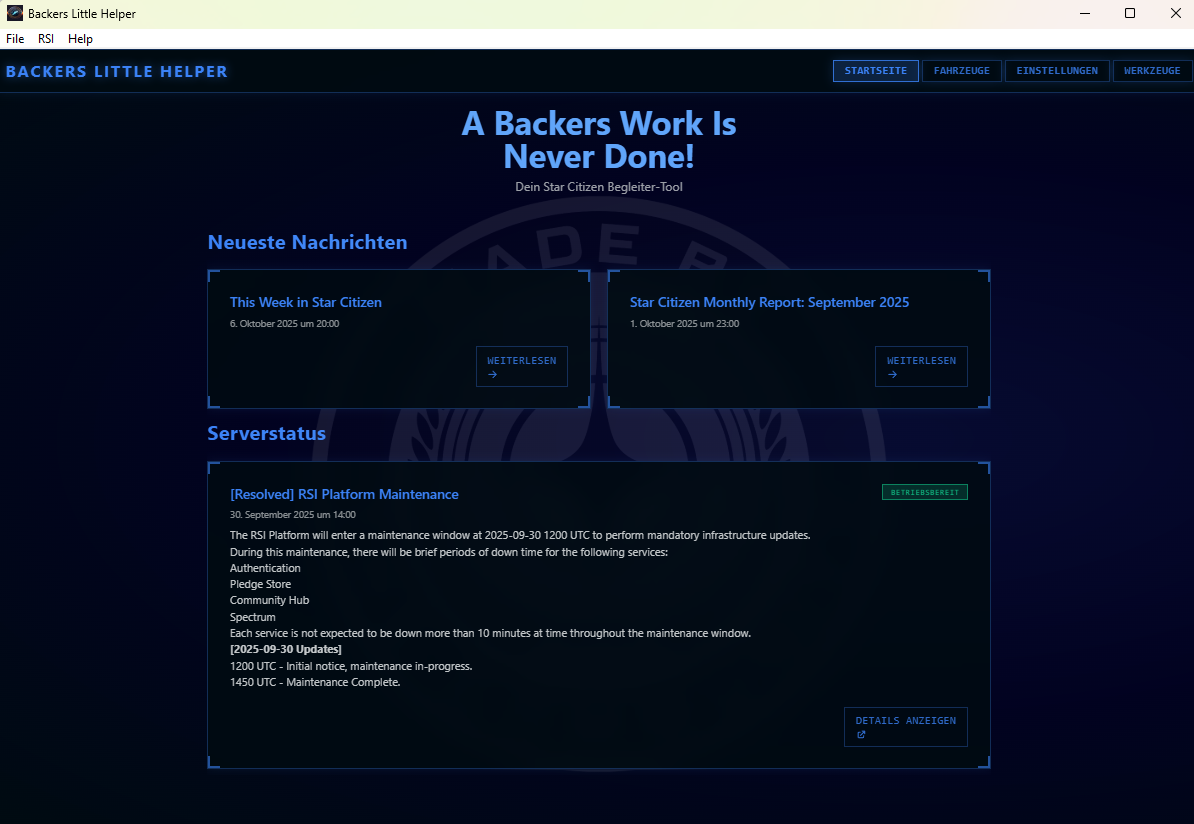 Backers Little Helper
File RSI Help
BACKERS LITTLE HELPER
STARTSEITE FAHRZEUGE EINSTELLUNGEN WERKZEUGE
A Backers Work Is
Never Done!
Dein Star Citizen Begleiter-Tool
Neueste Nachrichten
This Week in Star Citizen
6. Oktober 2025 um 20:00
WEITERLESEN
Star Citizen Monthly Report: September 2025
1. Oktober 2025 um 23:00
WEITERLESEN
Serverstatus
[Resolved] RSI Platform Maintenance
BETRIEBSBEREIT
30. September 2025 um 14:00
The RSI Platform will enter a maintenance window at 2025-09-30 1200 UTC to perform mandatory infrastructure updates.
During this maintenance, there will be brief periods of down time for the following services:
Authentication
Pledge Store
Community Hub
Spectrum
Each service is not expected to be down more than 10 minutes at time throughout the maintenance window.
[2025-09-30 Updates]
1200 UTC - Initial notice, maintenance in-progress.
1450 UTC - Maintenance Complete.
DETAILS ANZEIGEN